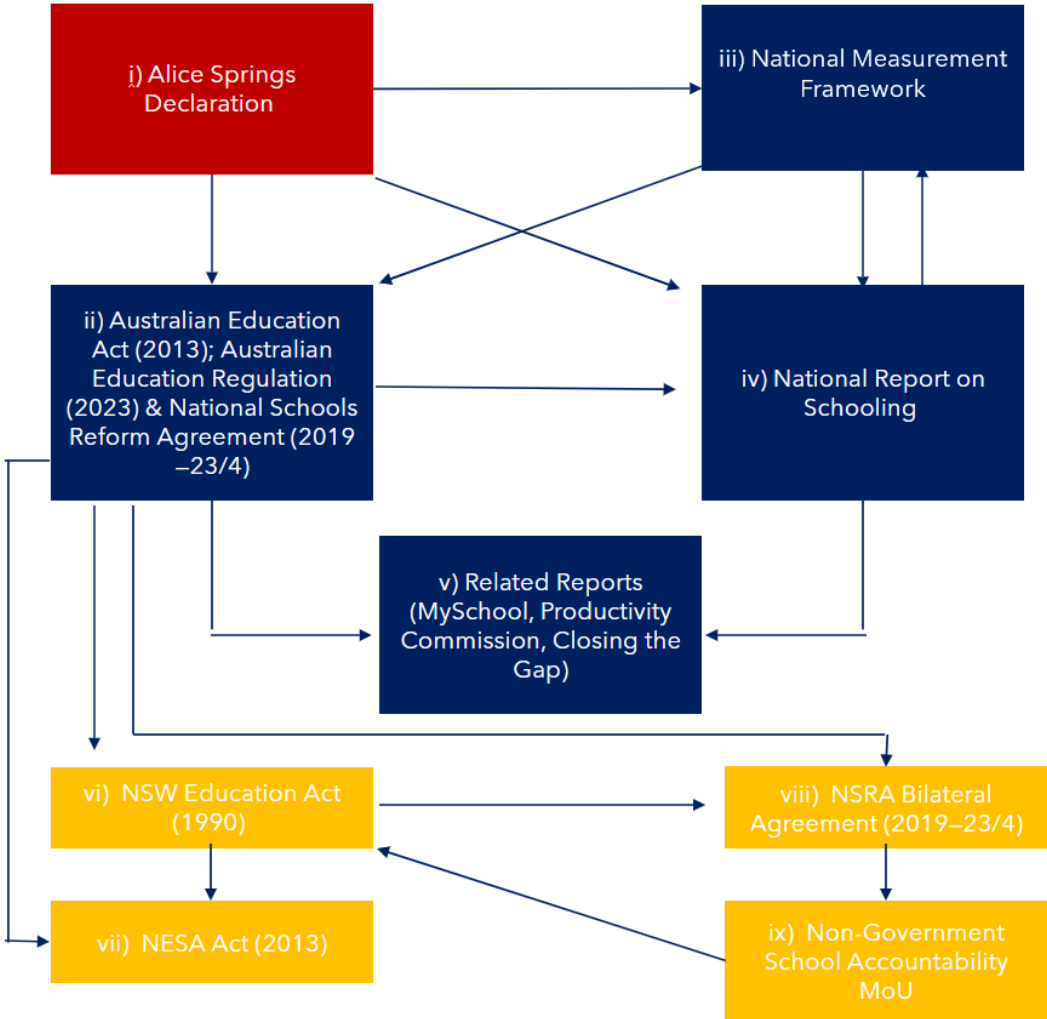 i) Alice Springs
Declaration
iii) National Measurement
Framework
ii) Australian Education
Act (2013); Australian
Education Regulation
(2023) & National Schools
Reform Agreement (2019
–23/4)
iv) National Report on
Schooling
v) Related Reports
(MySchool, Productivity
Commission, Closing the
Gap)
vi) NSW Education Act
(1990)
viii) NSRA Bilateral
Agreement (2019–23/4)
vii) NESA Act (2013)
ix) Non-Government
School Accountability
MoU